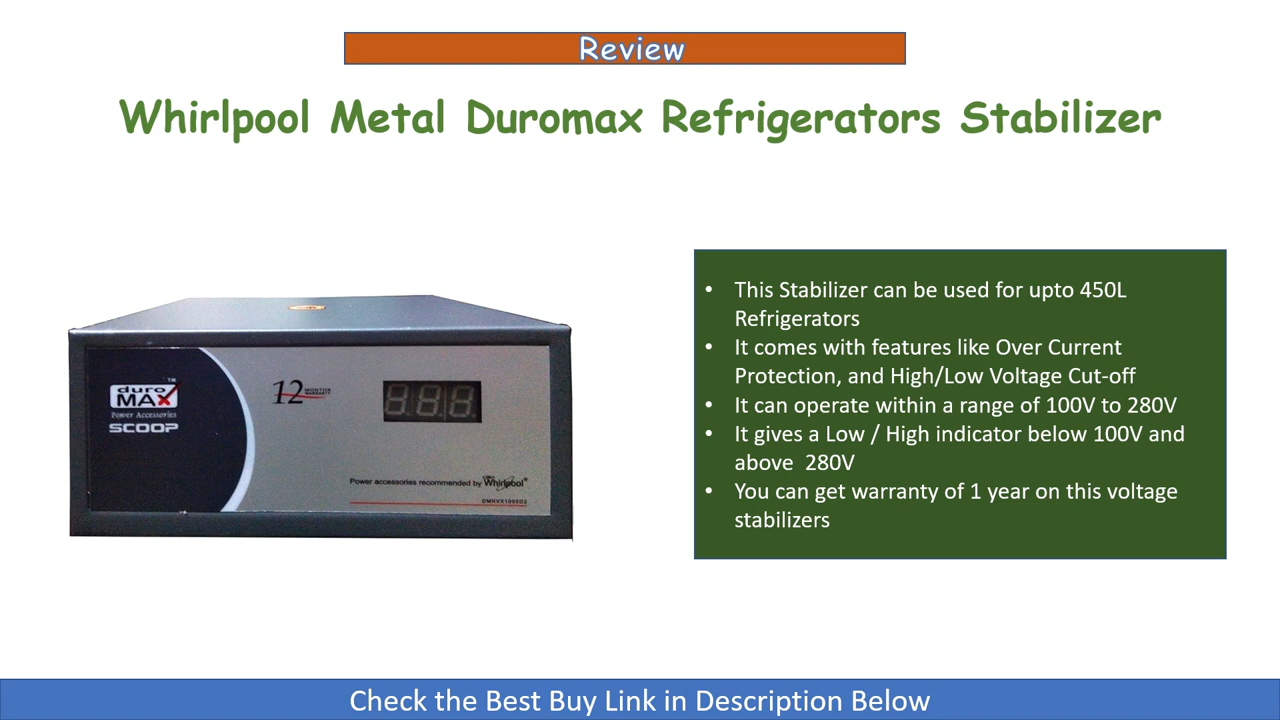 Review
Whirlpool Metal Duromax Refrigerators Stabilizer
• This Stabilizer can be used for upto 450L
Refrigerators
• It comes with features like Over Current
Protection, and High/Low Voltage Cut-off
• It can operate within a range of 100V to 280V
• It gives a Low / High indicator below 100V and
above 280V
• You can get warranty of 1 year on this voltage
stabilizers
duro
MAX
TM
Power Accessories
SCOOP
12 MONTHS
WARRANTY
Power accessories recommended by Whirlpool®
Check the Best Buy Link in Description Below